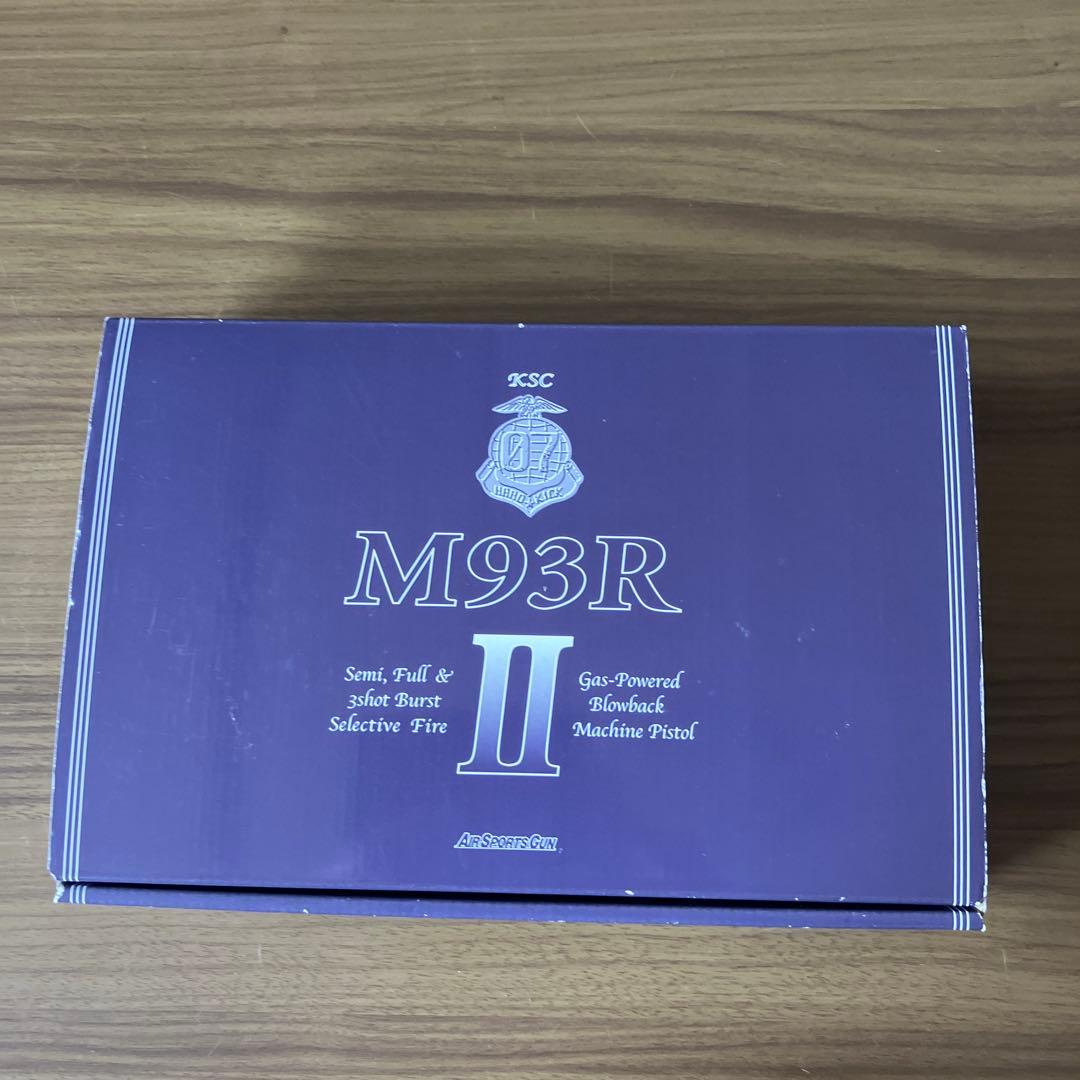 KSC
07
HARD KICK
M93R
II
Semi, Full &
3shot Burst
Selective Fire
Gas-Powered
Blowback
Machine Pistol
AIR SPORTS GUN